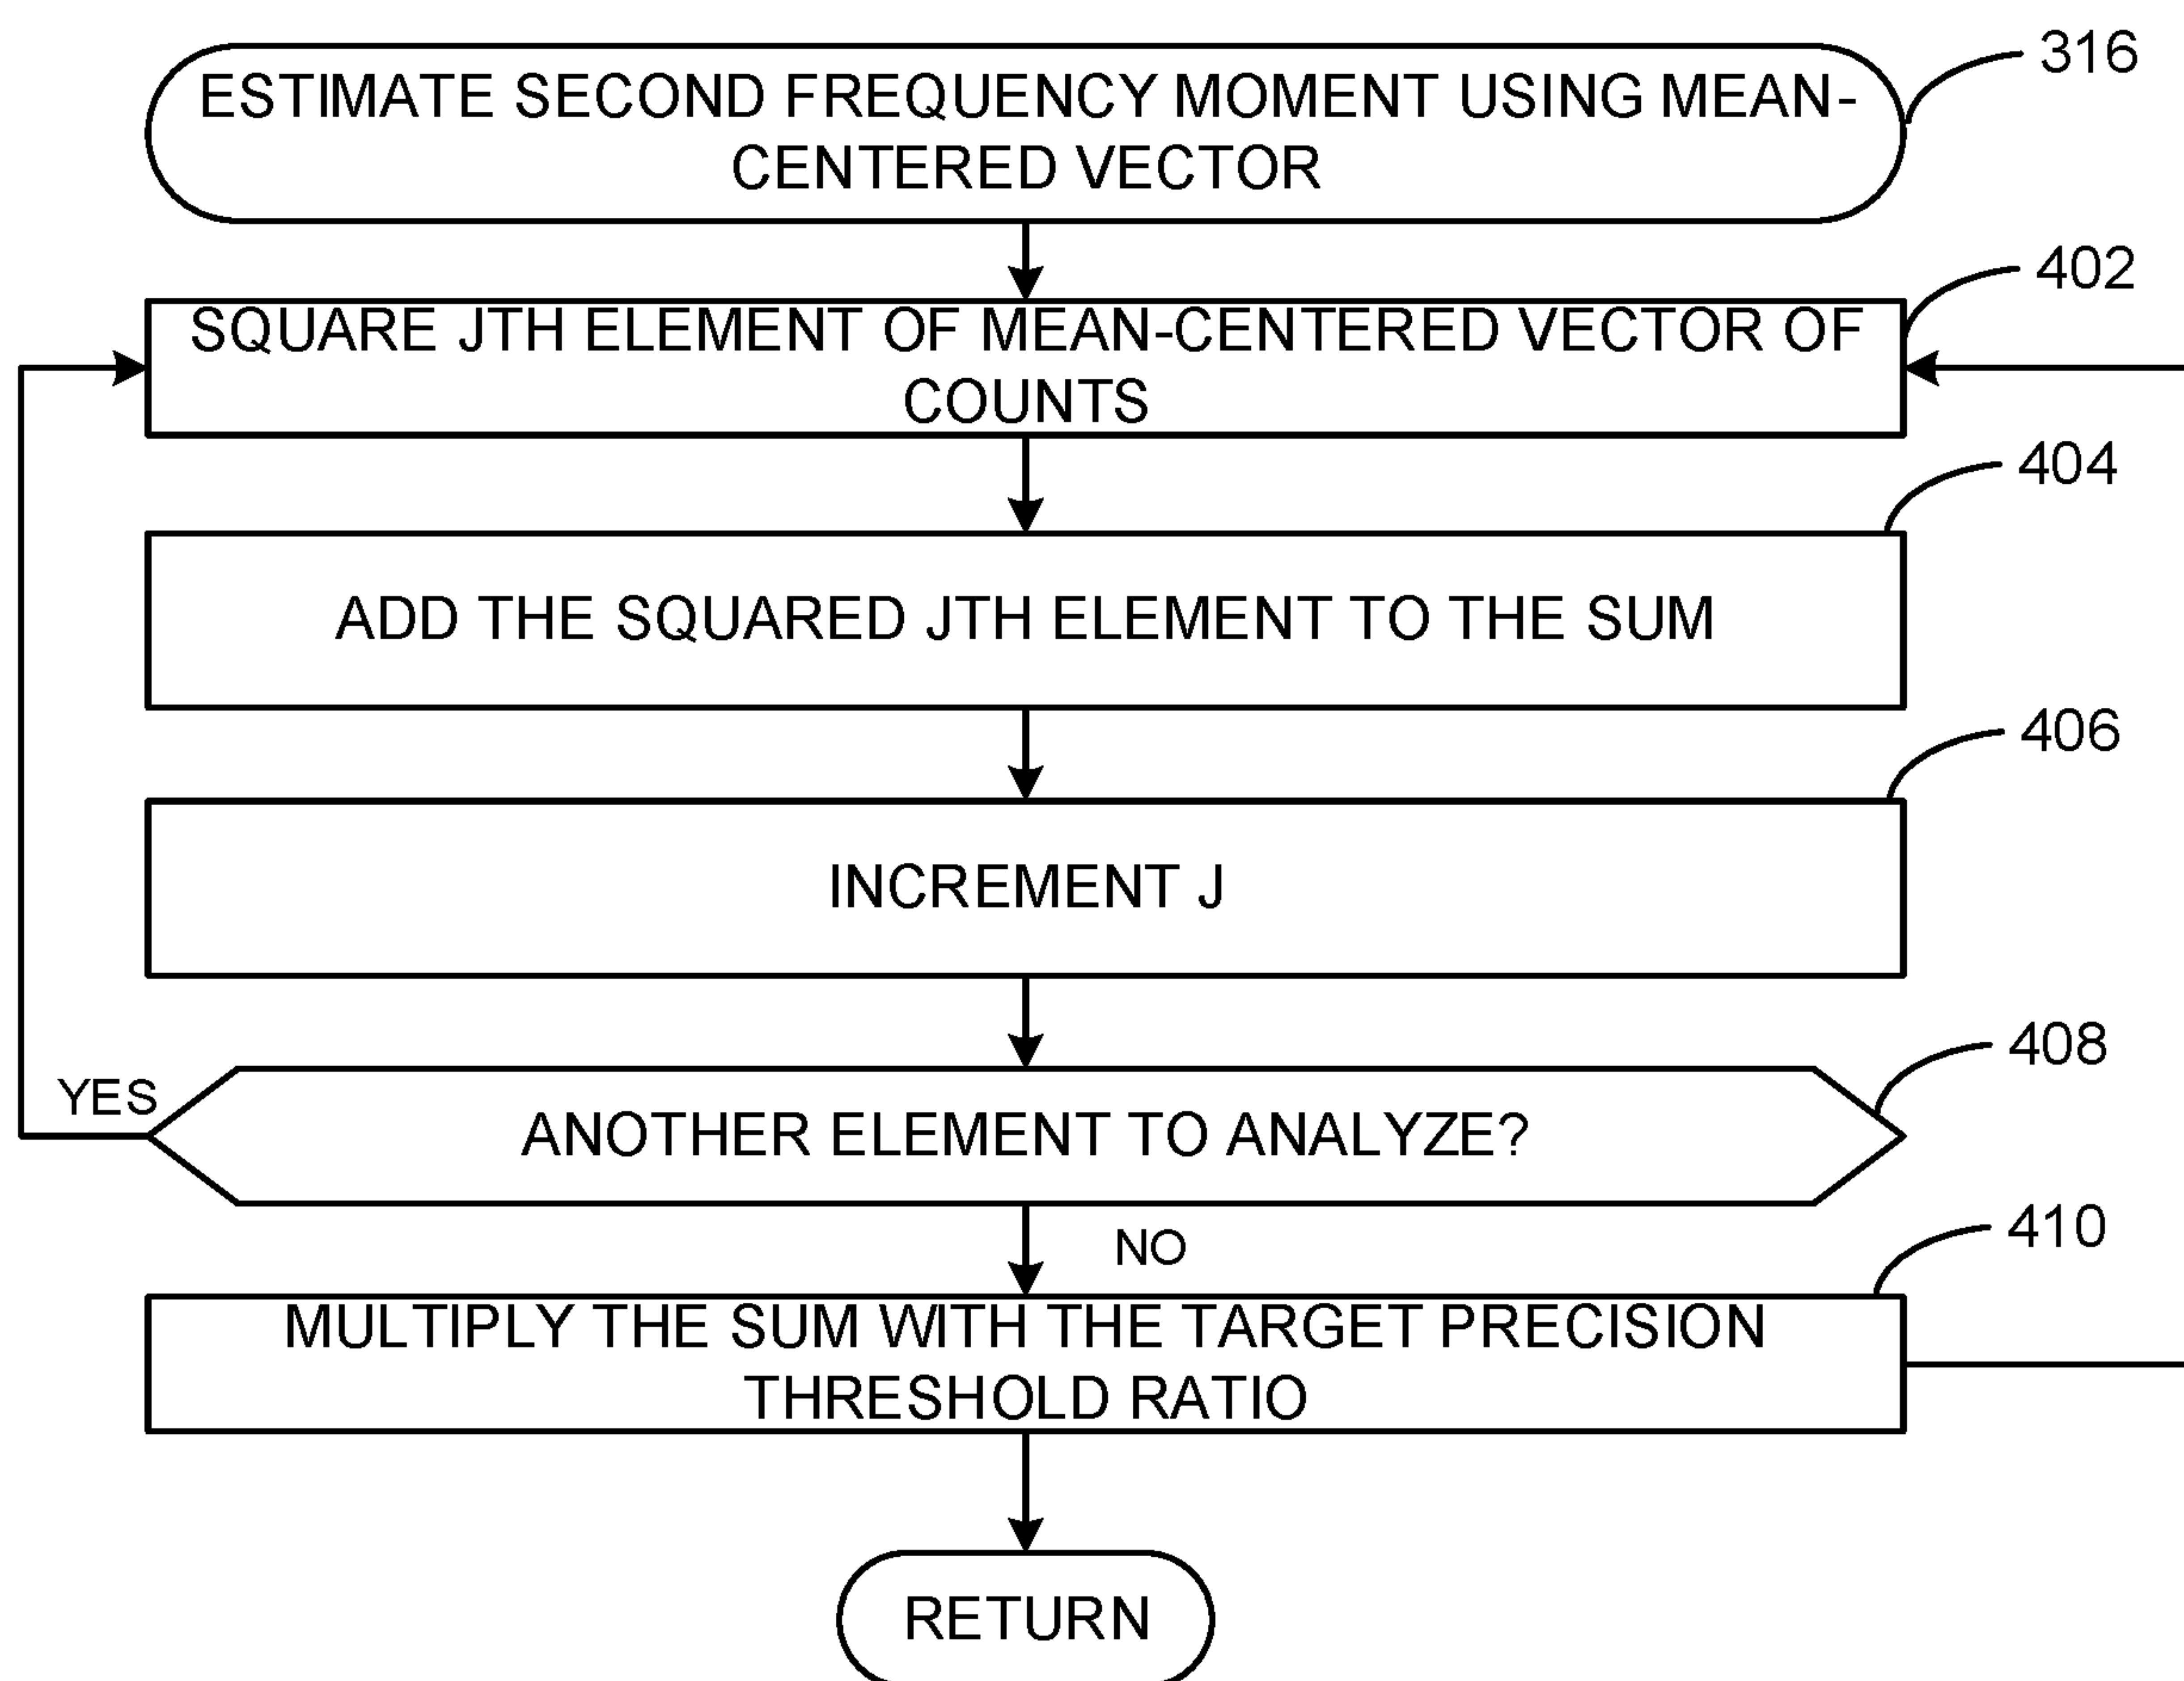 ESTIMATE SECOND FREQUENCY MOMENT USING MEAN-
CENTERED VECTOR
316
402
SQUARE JTH ELEMENT OF MEAN-CENTERED VECTOR OF
COUNTS
404
ADD THE SQUARED JTH ELEMENT TO THE SUM
406
INCREMENT J
408
YES
ANOTHER ELEMENT TO ANALYZE?
NO
410
MULTIPLY THE SUM WITH THE TARGET PRECISION
THRESHOLD RATIO
RETURN